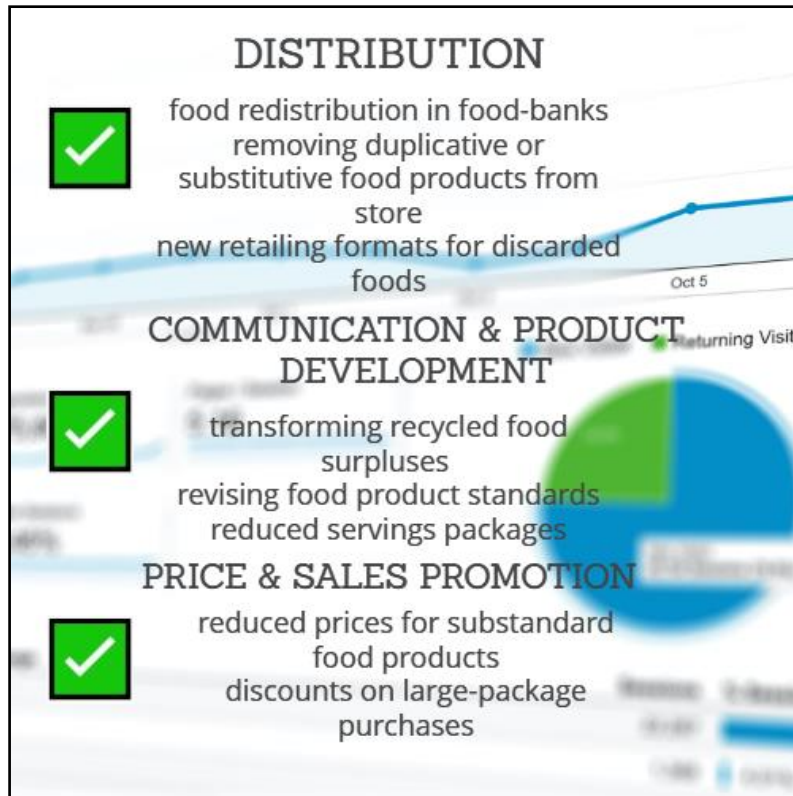 DISTRIBUTION
food redistribution in food-banks
removing duplicative or
substitutive food products from
store
new retailing formats for discarded
foods
Oct 5
COMMUNICATION & PRODUCT
DEVELOPMENT
Returning Visit
transforming recycled food
surpluses
revising food product standards
reduced servings packages
PRICE & SALES PROMOTION
reduced prices for substandard
food products
discounts on large-package
purchases